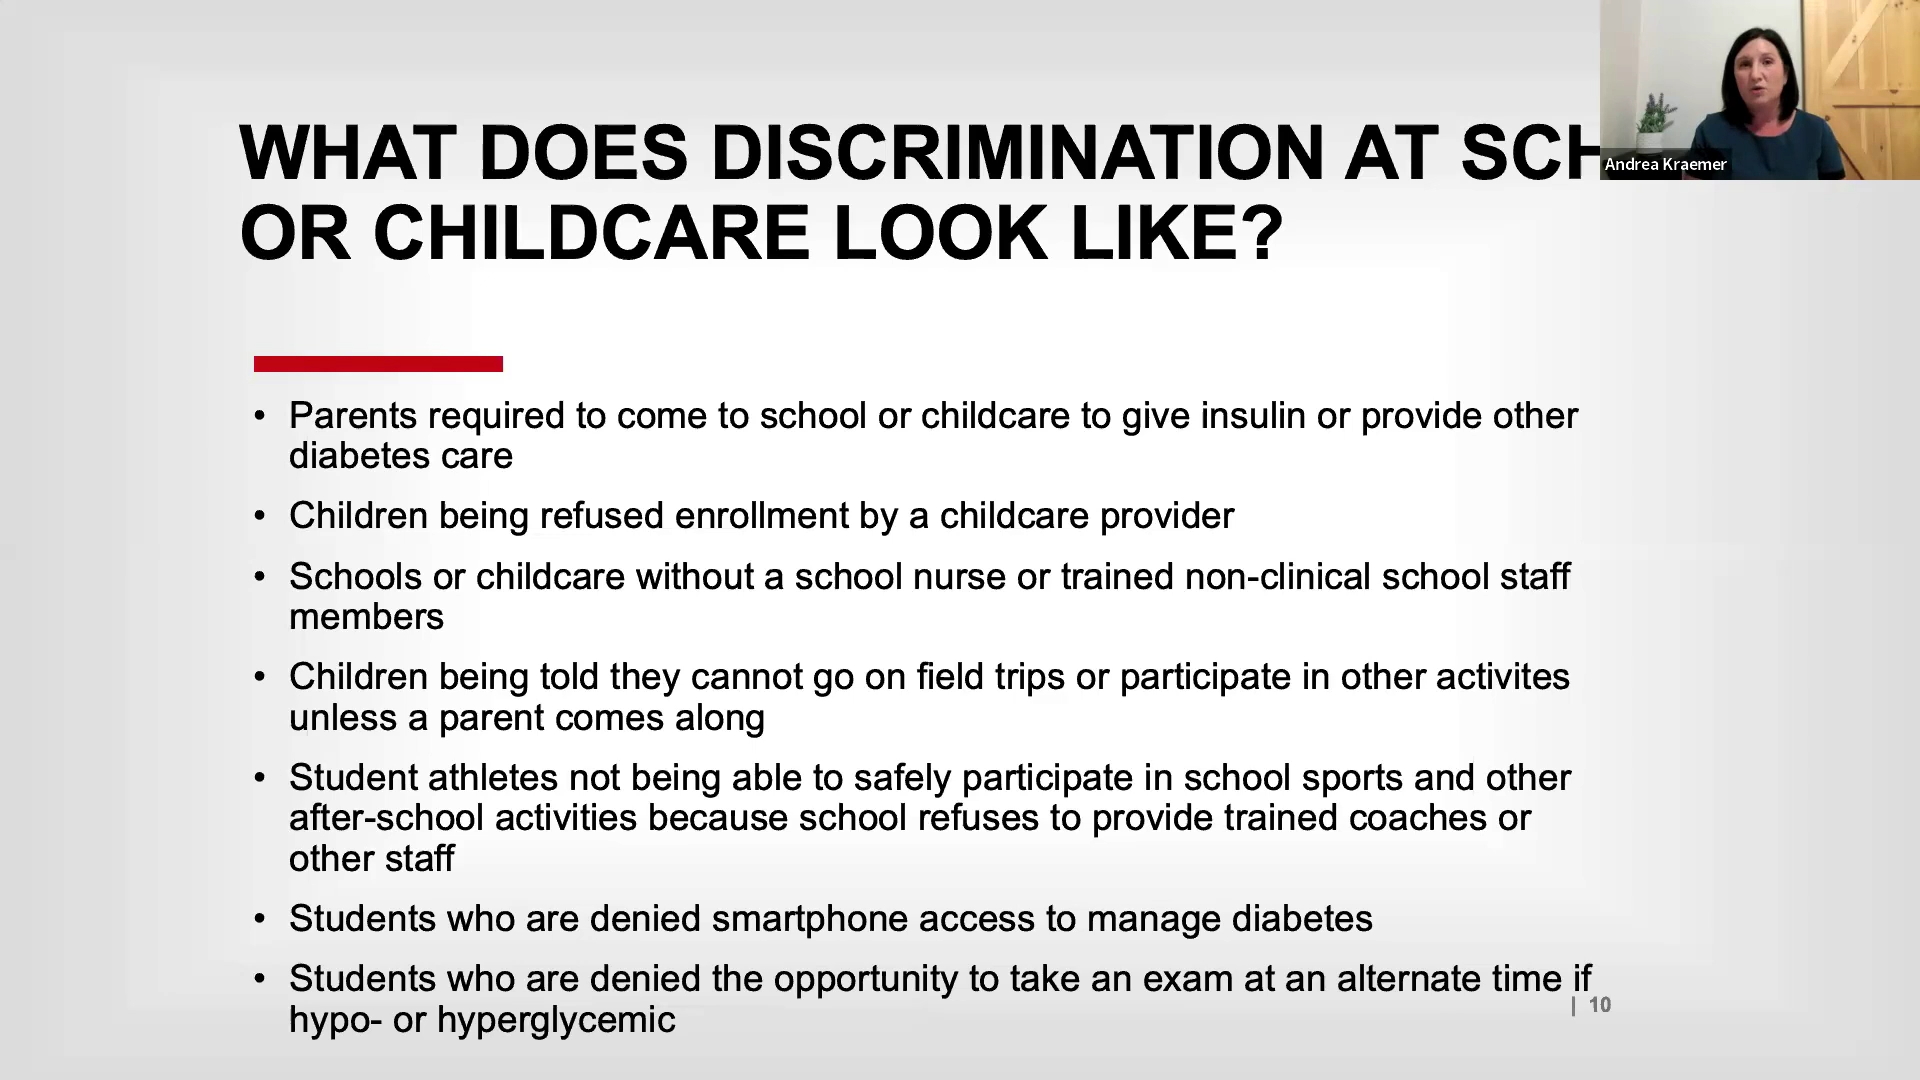 WHAT DOES DISCRIMINATION AT SCH
OR CHILDCARE LOOK LIKE?
Andrea Kraemer
• Parents required to come to school or childcare to give insulin or provide other
diabetes care
• Children being refused enrollment by a childcare provider
• Schools or childcare without a school nurse or trained non-clinical school staff
members
• Children being told they cannot go on field trips or participate in other activites
unless a parent comes along
• Student athletes not being able to safely participate in school sports and other
after-school activities because school refuses to provide trained coaches or
other staff
• Students who are denied smartphone access to manage diabetes
• Students who are denied the opportunity to take an exam at an alternate time if
hypo- or hyperglycemic
| 10